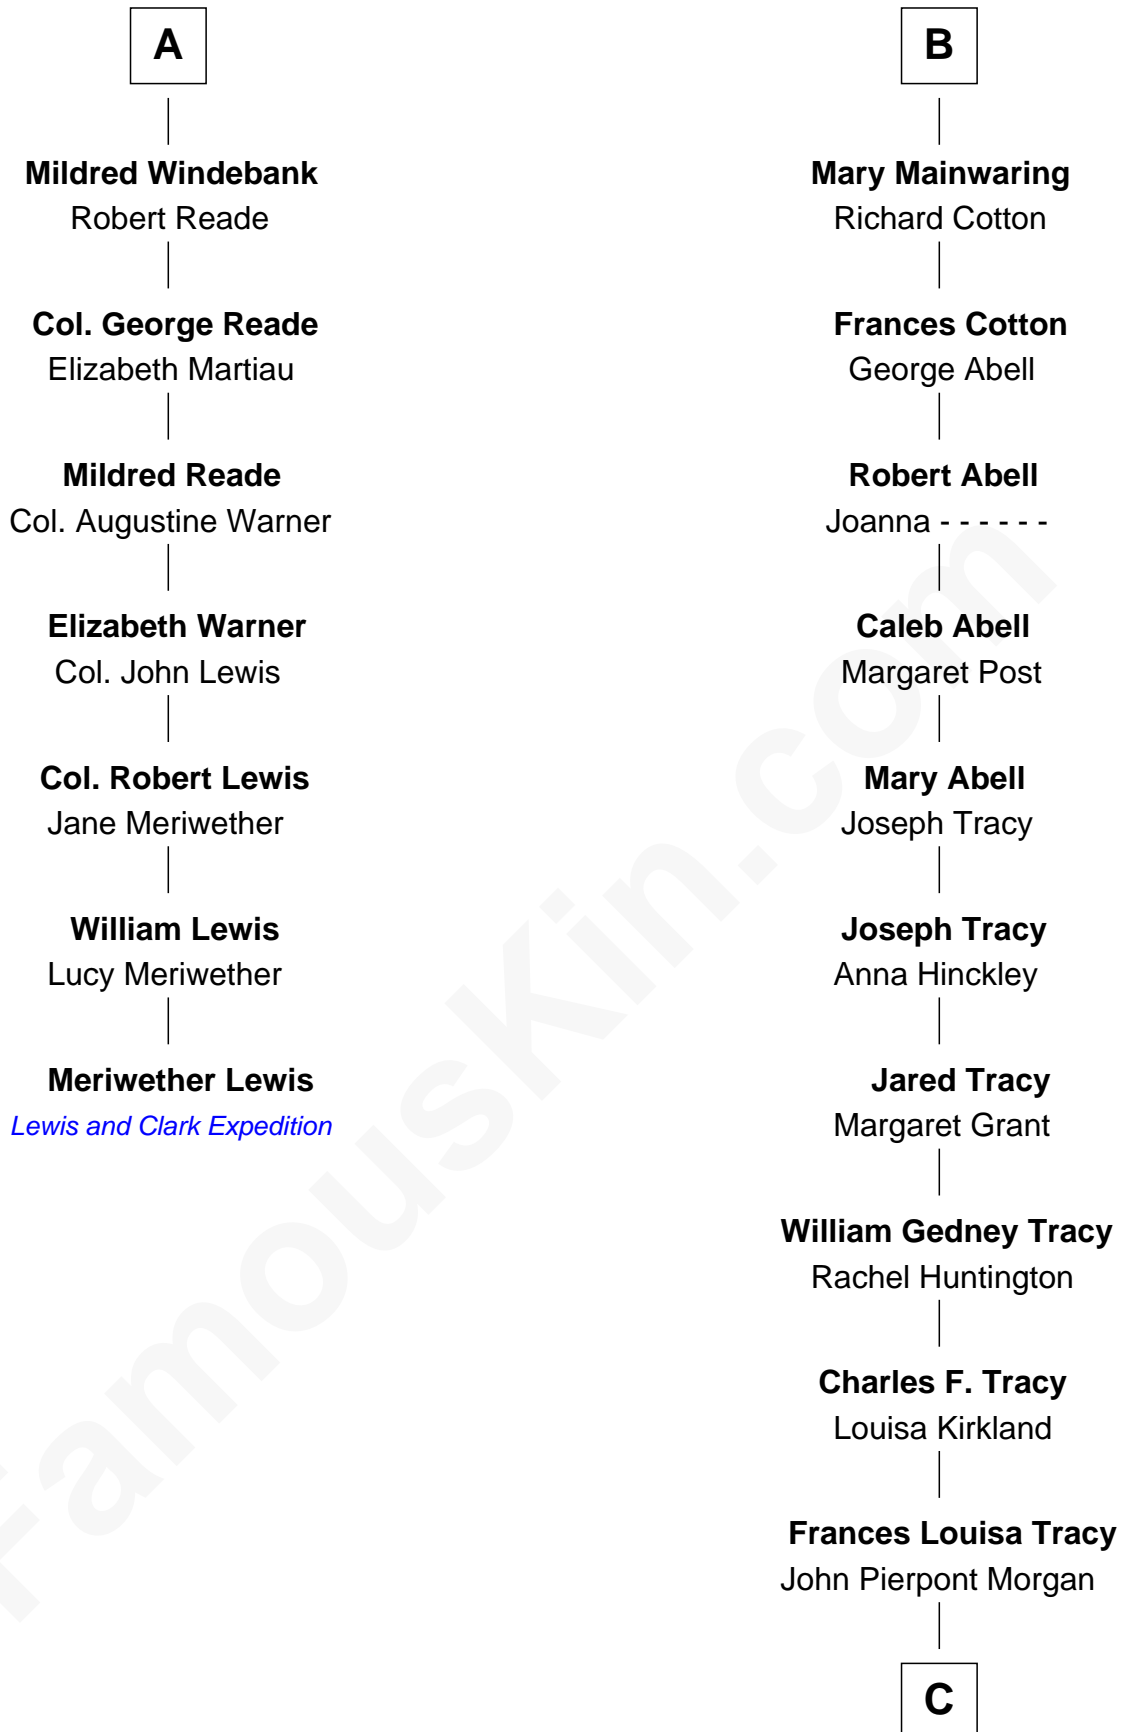 A
Mildred Windebank
Robert Reade
Col. George Reade
Elizabeth Martiau
Mildred Reade
Col. Augustine Warner
Elizabeth Warner
Col. John Lewis
Col. Robert Lewis
Jane Meriwether
William Lewis
Lucy Meriwether
Meriwether Lewis
Lewis and Clark Expedition
B
Mary Mainwaring
Richard Cotton
Frances Cotton
George Abell
Robert Abell
Joanna - - - - - -
Caleb Abell
Margaret Post
Mary Abell
Joseph Tracy
Joseph Tracy
Anna Hinckley
Jared Tracy
Margaret Grant
William Gedney Tracy
Rachel Huntington
Charles F. Tracy
Louisa Kirkland
Frances Louisa Tracy
John Pierpont Morgan
C
FamousKin.com